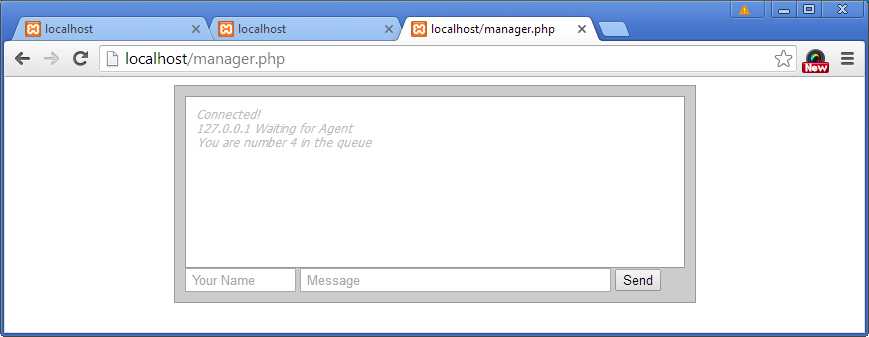 localhost
localhost
localhost/manager.php
localhost/manager.php
New
Connected!
127.0.0.1 Waiting for Agent
You are number 4 in the queue
Your Name
Message
Send